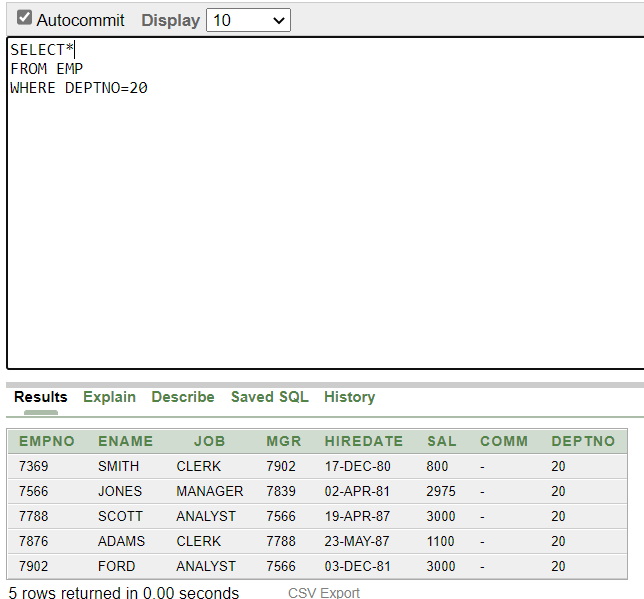 Autocommit Display 10
SELECT*
FROM EMP
WHERE DEPTNO=20
Results Explain Describe Saved SQL History
EMPNO ENAME JOB MGR HIREDATE SAL COMM DEPTNO
7369 SMITH CLERK 7902 17-DEC-80 800 - 20
7566 JONES MANAGER 7839 02-APR-81 2975 - 20
7788 SCOTT ANALYST 7566 19-APR-87 3000 - 20
7876 ADAMS CLERK 7788 23-MAY-87 1100 - 20
7902 FORD ANALYST 7566 03-DEC-81 3000 - 20
5 rows returned in 0.00 seconds CSV Export